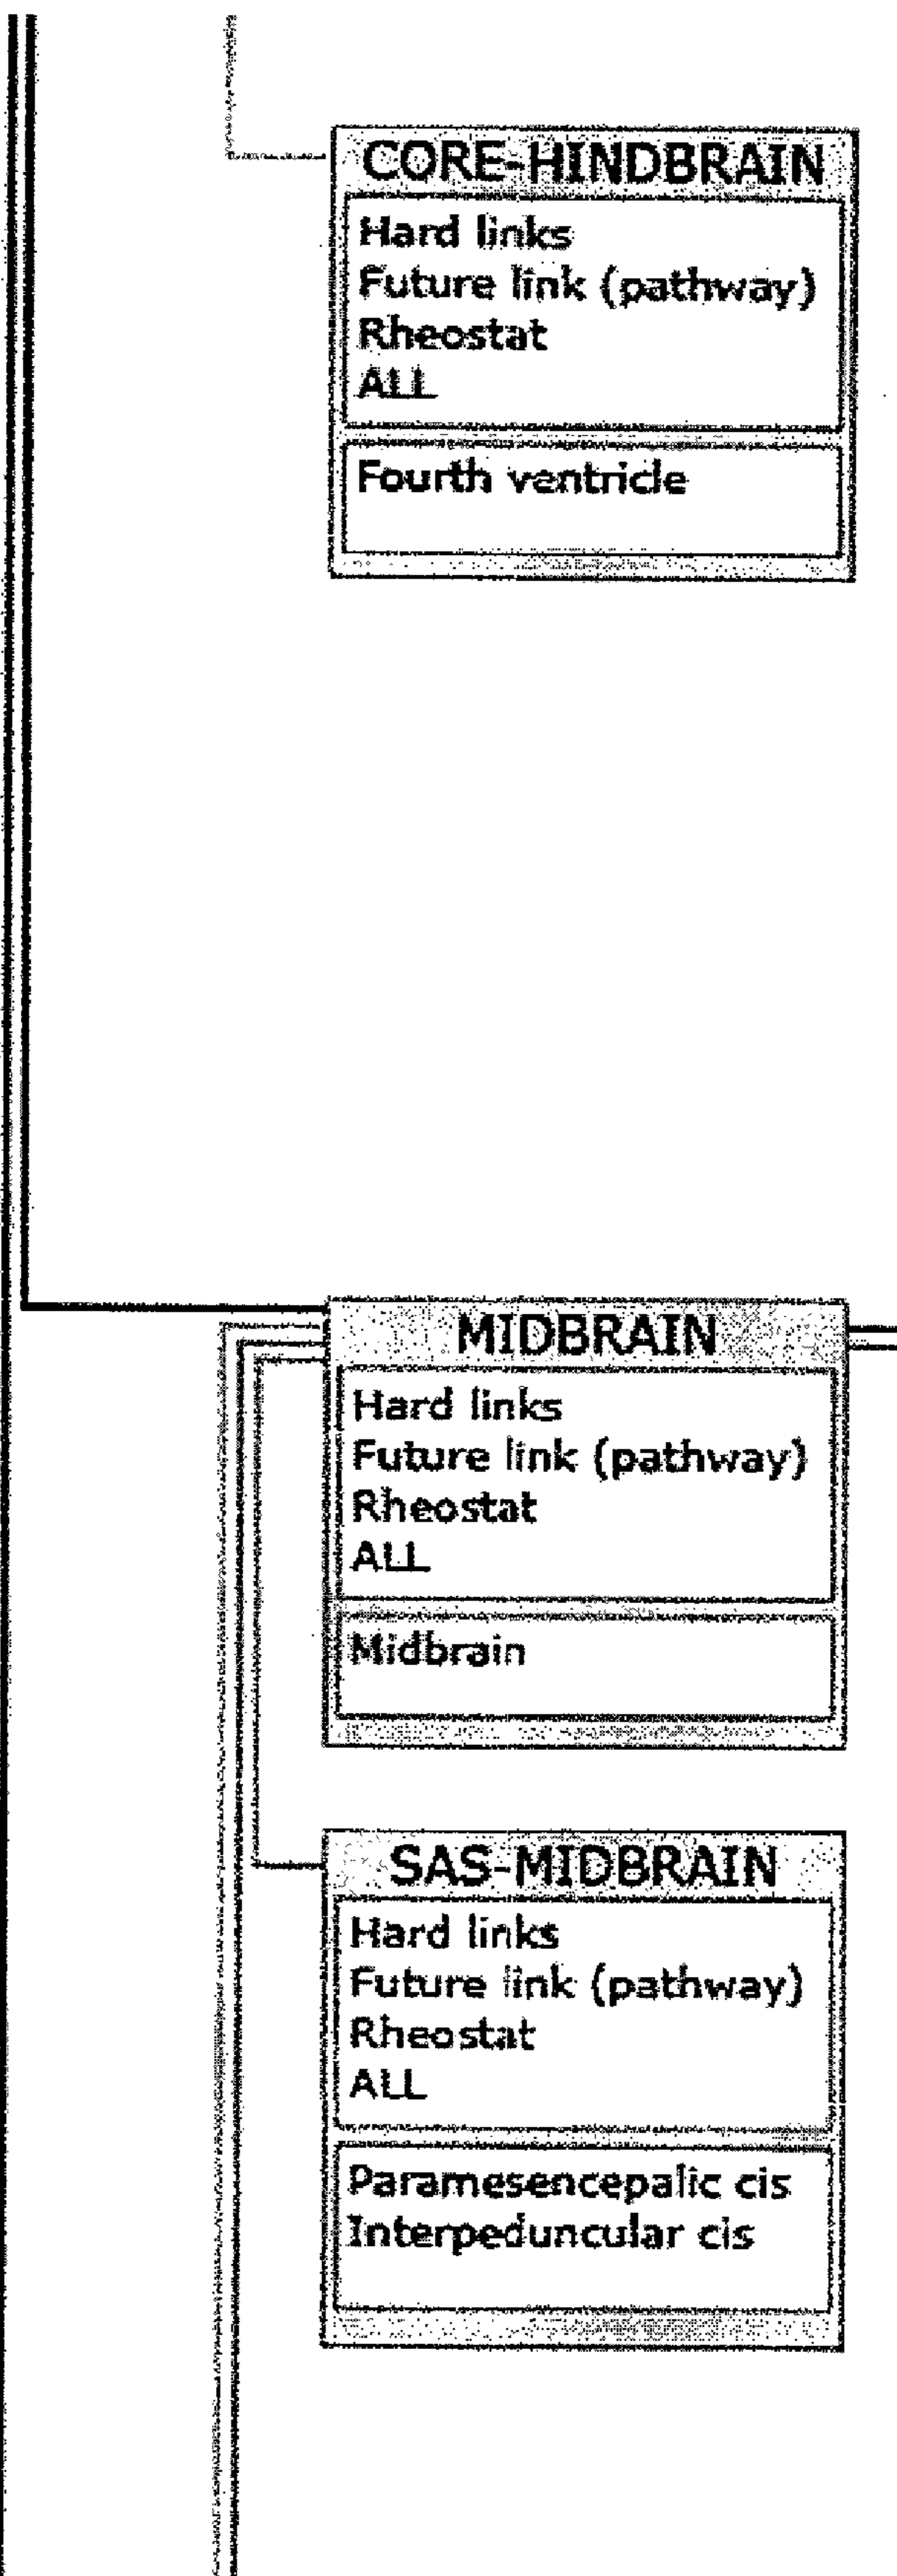 CORE-HINDBRAIN
Hard links
Future link (pathway)
Rheostat
ALL
Fourth ventricle
MIDBRAIN
Hard links
Future link (pathway)
Rheostat
ALL
Midbrain
SAS-MIDBRAIN
Hard links
Future link (pathway)
Rheostat
ALL
Paramesencepalic cis
Interpeduncular cis